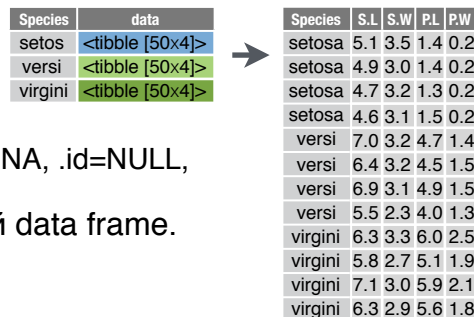 Species data
setos <tibble [50x4]>
versi <tibble [50x4]>
virgini <tibble [50x4]>
NA, .id=NULL,
data frame.
Species S.L S.W P.L P.W
setosa 5.1 3.5 1.4 0.2
setosa 4.9 3.0 1.4 0.2
setosa 4.7 3.2 1.3 0.2
setosa 4.6 3.1 1.5 0.2
versi 7.0 3.2 4.7 1.4
versi 6.4 3.2 4.5 1.5
versi 6.9 3.1 4.9 1.5
versi 5.5 2.3 4.0 1.3
virgini 6.3 3.3 6.0 2.5
virgini 5.8 2.7 5.1 1.9
virgini 7.1 3.0 5.9 2.1
virgini 6.3 2.9 5.6 1.8